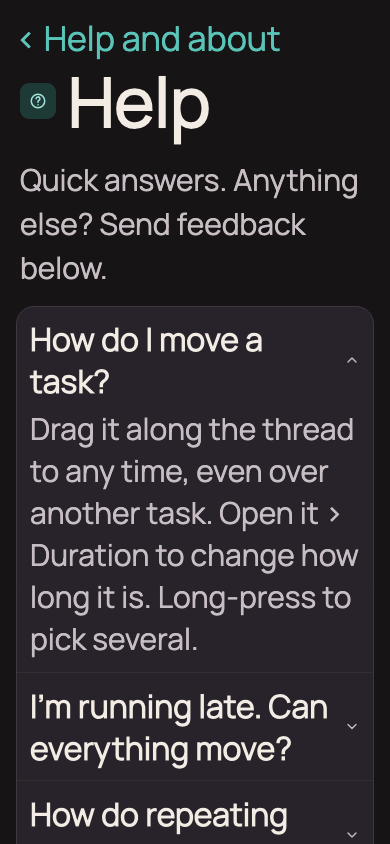 Help and about
Help
Quick answers. Anything
else? Send feedback
below.
How do I move a
task?
Drag it along the thread
to any time, even over
another task. Open it >
Duration to change how
long it is. Long-press to
pick several.
I'm running late. Can
everything move?
How do repeating